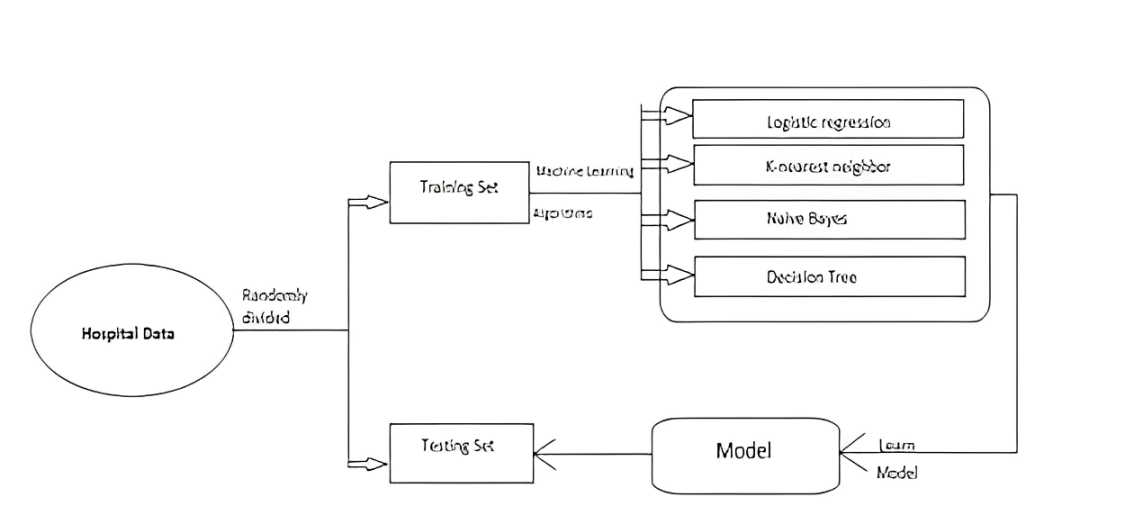 Logistic regression
K-nearest neighbor
Machine Learning
Training Set
Algorithms
Naive Bayes
Decision Tree
Randomly
divided
Hospital Data
Testing Set
Model
Learn
Model